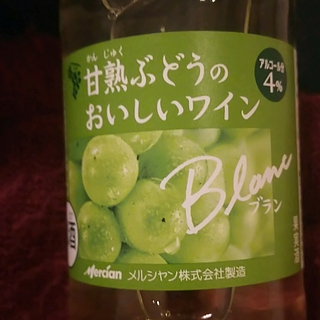 かん じゅく
甘熟ぶどうの
おいしいワイン
アルコール分
4%
Blanc
ブラン
Mercian メルシャン株式会社製造